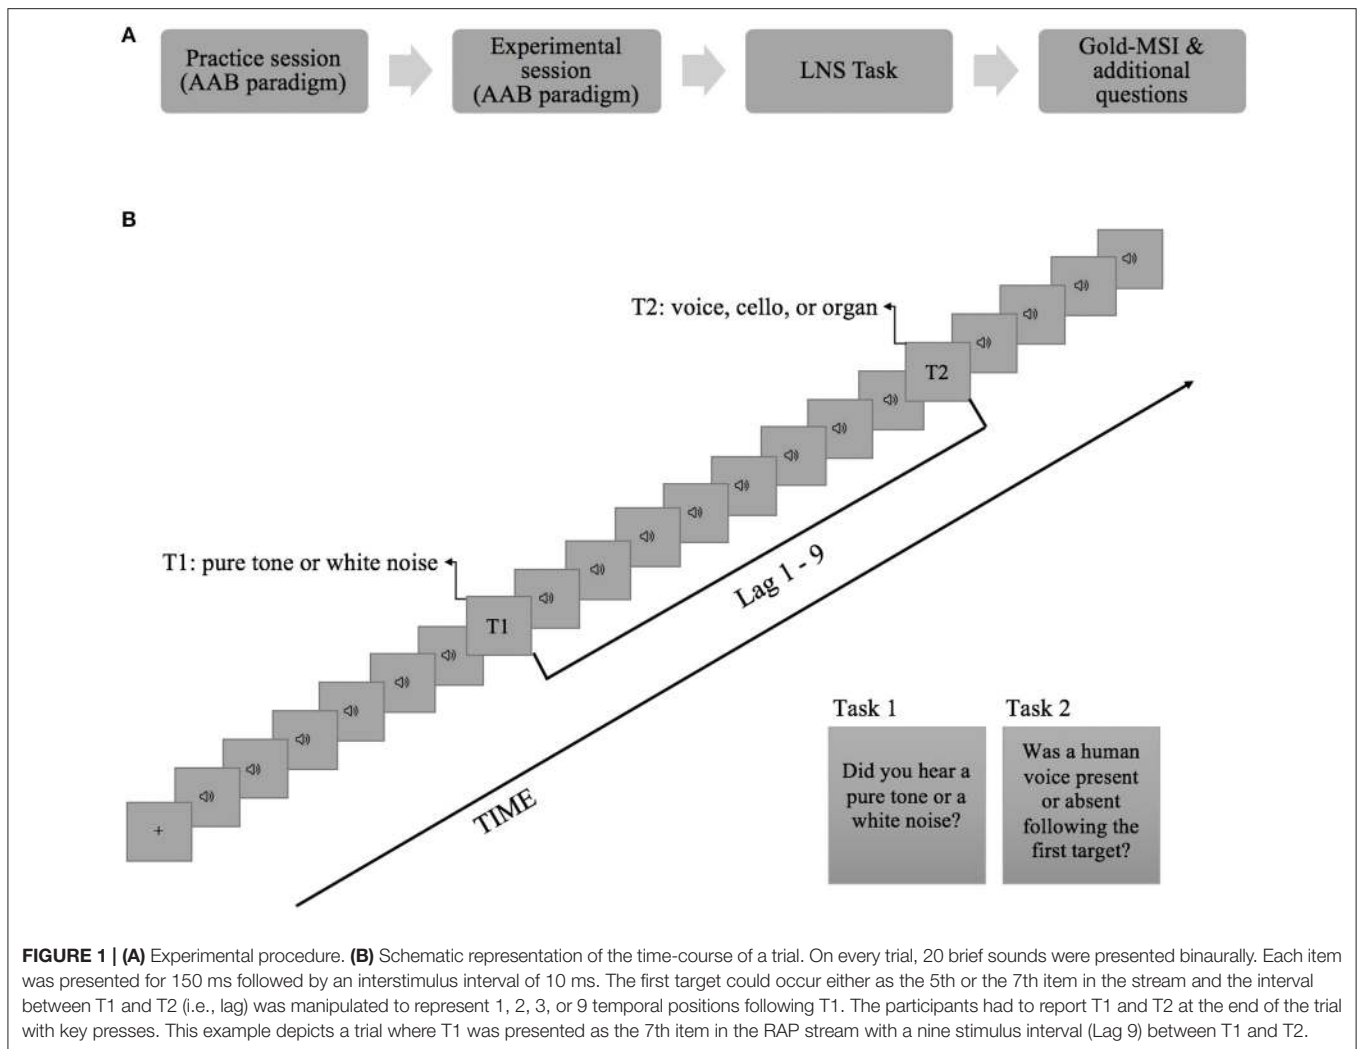 A
Practice session
(AAB paradigm)
Experimental
session
(AAB paradigm)
LNS Task
Gold-MSI &
additional
questions
B
T2: voice, cello, or organ
T2
T1: pure tone or white noise
T1
Lag 1 - 9
+
TIME
Task 1
Did you hear a
pure tone or a
white noise?
Task 2
Was a human
voice present
or absent
following the
first target?
FIGURE 1 | (A) Experimental procedure. (B) Schematic representation of the time-course of a trial. On every trial, 20 brief sounds were presented binaurally. Each item
was presented for 150 ms followed by an interstimulus interval of 10 ms. The first target could occur either as the 5th or the 7th item in the stream and the interval
between T1 and T2 (i.e., lag) was manipulated to represent 1, 2, 3, or 9 temporal positions following T1. The participants had to report T1 and T2 at the end of the trial
with key presses. This example depicts a trial where T1 was presented as the 7th item in the RAP stream with a nine stimulus interval (Lag 9) between T1 and T2.